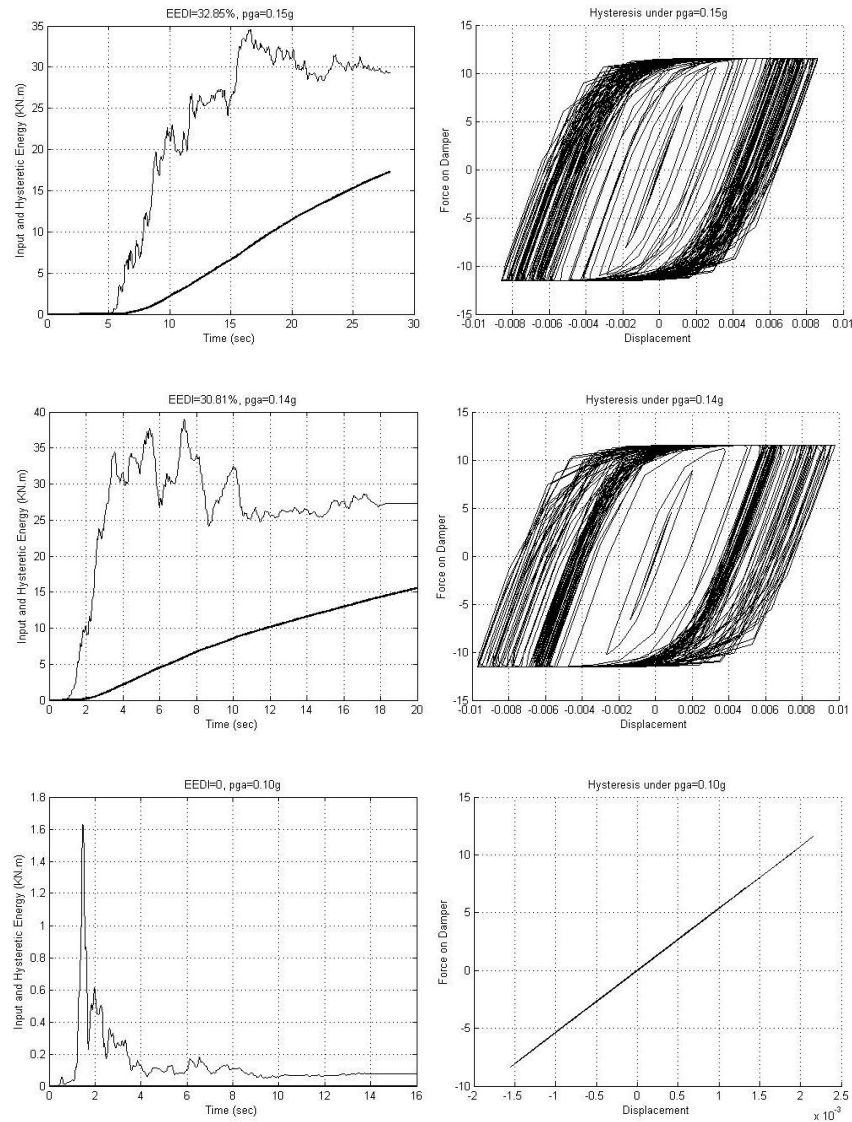 EEDI=32.85%, pga=0.15g
Input and Hysteretic Energy (KN.m)
35
30
25
20
15
10
5
0
0 5 10 15 20 25 30
Time (sec)
Hysteresis under pga=0.15g
Force on Damper
15
10
5
0
-5
-10
-15
-0.01 -0.008 -0.006 -0.004 -0.002 0 0.002 0.004 0.006 0.008 0.01
Displacement
EEDI=30.81%, pga=0.14g
Input and Hysteretic Energy (KN.m)
40
35
30
25
20
15
10
5
0
0 2 4 6 8 10 12 14 16 18 20
Time (sec)
Hysteresis under pga=0.14g
Force on Damper
15
10
5
0
-5
-10
-15
-0.01 -0.008 -0.006 -0.004 -0.002 0 0.002 0.004 0.006 0.008 0.01
Displacement
EEDI=0, pga=0.10g
Input and Hysteretic Energy (KN.m)
1.8
1.6
1.4
1.2
1
0.8
0.6
0.4
0.2
0
0 2 4 6 8 10 12 14 16
Time (sec)
Hysteresis under pga=0.10g
Force on Damper
15
10
5
0
-5
-10
-2 -1.5 -1 -0.5 0 0.5 1 1.5 2 2.5
Displacement
x 10⁻³